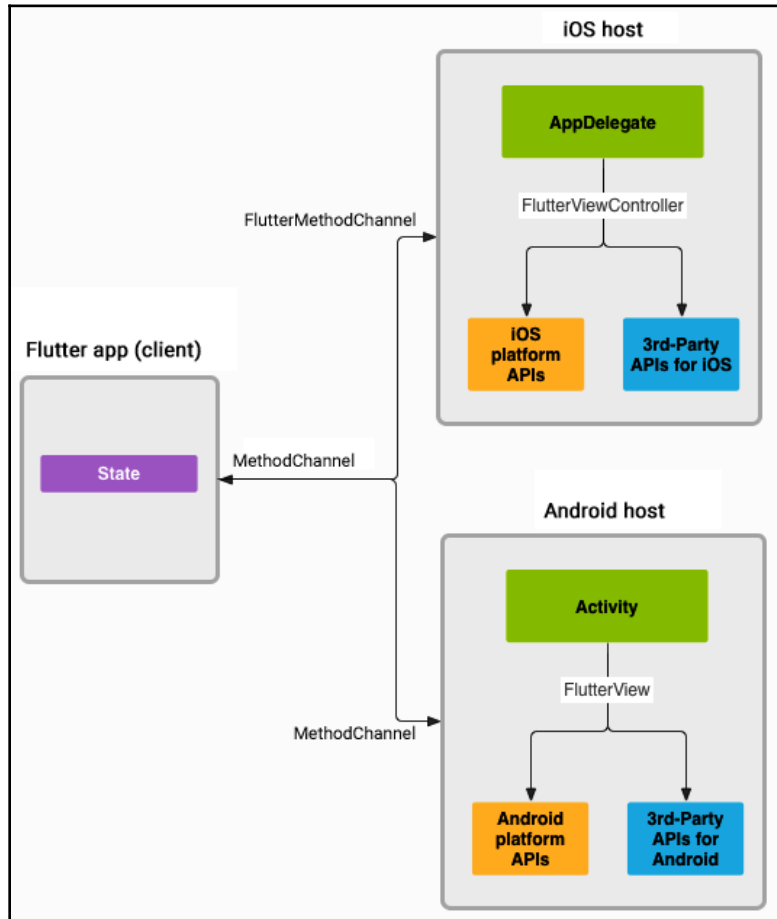 iOS host
AppDelegate
FlutterViewController
FlutterMethodChannel
iOS
platform
APIs
3rd-Party
APIs for iOS
Flutter app (client)
State
MethodChannel
Android host
Activity
FlutterView
MethodChannel
Android
platform
APIs
3rd-Party
APIs for
Android